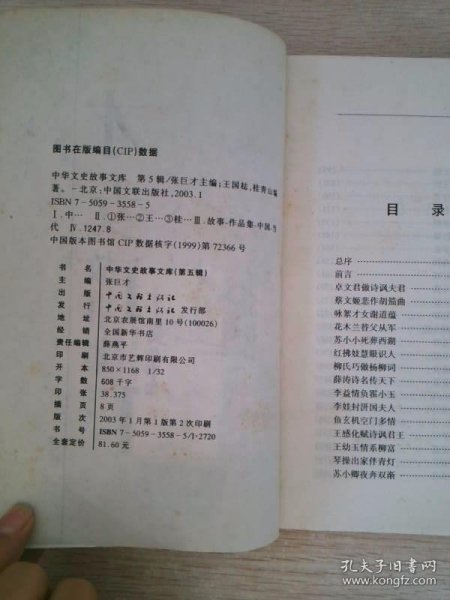 图书在版编目(CIP)数据
中华文史故事文库 第5辑/张巨才主编;王国
著。-北京:中国文联出版社,2003.1
ISBN 7-5059-3558-5
Ⅰ.中… Ⅱ.①张…②王…③桂…Ⅲ.故事-作品集-中国-当
代 Ⅳ.I247.8
中国版本图书馆CIP数据核字(1999)第72366号
书名 中华文史故事文库(第五辑)
主编 张巨才
出版 中国文联出版社
发行 中国文联出版社 发行部
地址 北京农展馆南里10号(100026)
经销 全国新华书店
责任编辑 薛燕平
印刷 北京市艺辉印刷有限公司
开本 850×1168 1/32
字数 608千字
印张 38.375
插页 8页
版次 2003年1月第1版第2次印刷
书号 ISBN 7-5059-3558-5/I·2720
全套定价 81.60元
目录
总序
前言
卓文君做诗讽夫君
蔡文姬悲作胡笳曲
咏絮才女谢道蕴
花木兰替父从军
苏小小死葬西湖
红拂妓慧眼识人
柳氏巧做杨柳词
薛涛诗名传天下
李益情负霍小玉
李娃封汧国夫人
鱼玄机空门多情
王感化赋诗讽君王
王幼玉情系柳富
琴操出家伴青灯
苏小卿夜奔双渐
孔夫子旧书网
www.kongfz.com